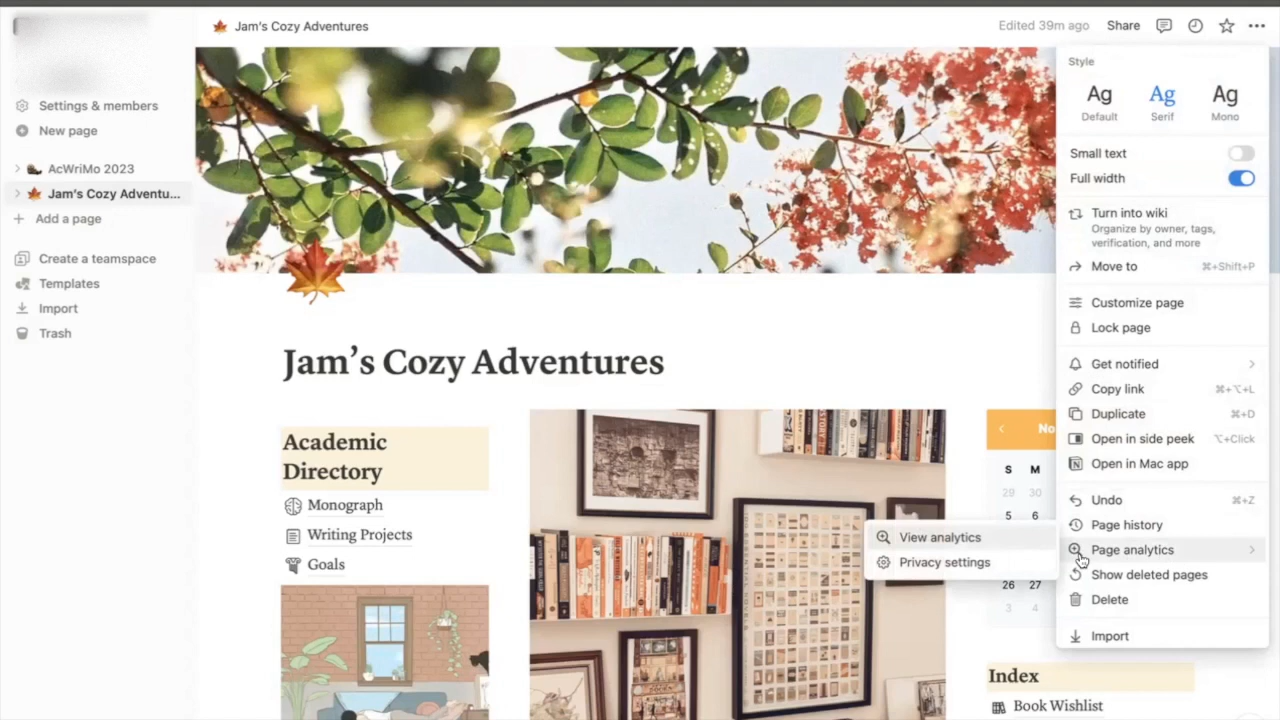 Jam's Cozy Adventures
Edited 39m ago
Share
Settings & members
New page
AcWriMo 2023
Jam's Cozy Adventu...
Add a page
Create a teamspace
Templates
Import
Trash
Jam's Cozy Adventures
Academic
Directory
Monograph
Writing Projects
Goals
No
S M
29 30
5 6
26 27
3 4
Index
Book Wishlist
Style
Ag Ag Ag
Default Serif Mono
Small text
Full width
Turn into wiki
Organize by owner, tags,
verification, and more
Move to ⌘+Shift+P
Customize page
Lock page
Get notified
Copy link ⌘+⌥+L
Duplicate ⌘+D
Open in side peek ⌥+Click
Open in Mac app
Undo ⌘+Z
Page history
Page analytics
Show deleted pages
Delete
Import
View analytics
Privacy settings